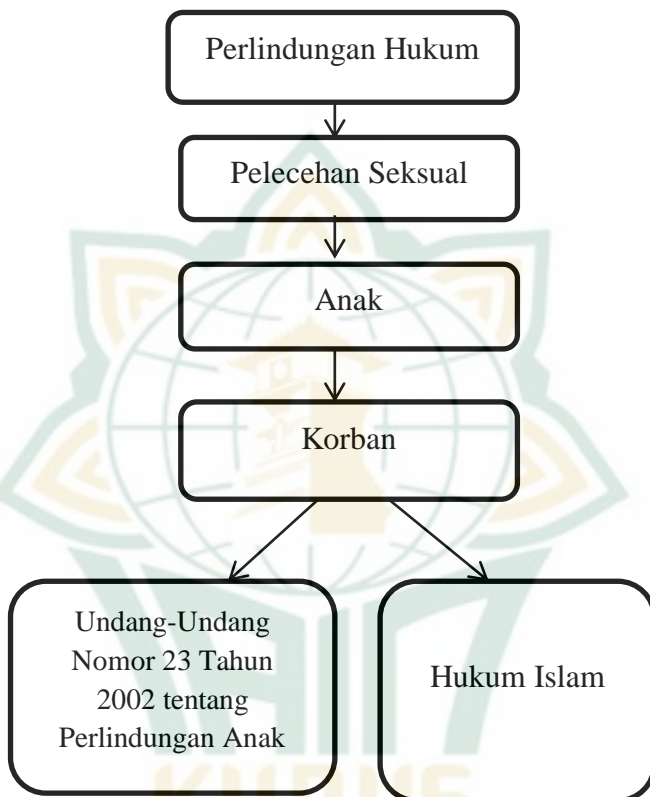 Perlindungan Hukum
Pelecehan Seksual
Anak
Korban
Undang-Undang
Nomor 23 Tahun
2002 tentang
Perlindungan Anak
Hukum Islam